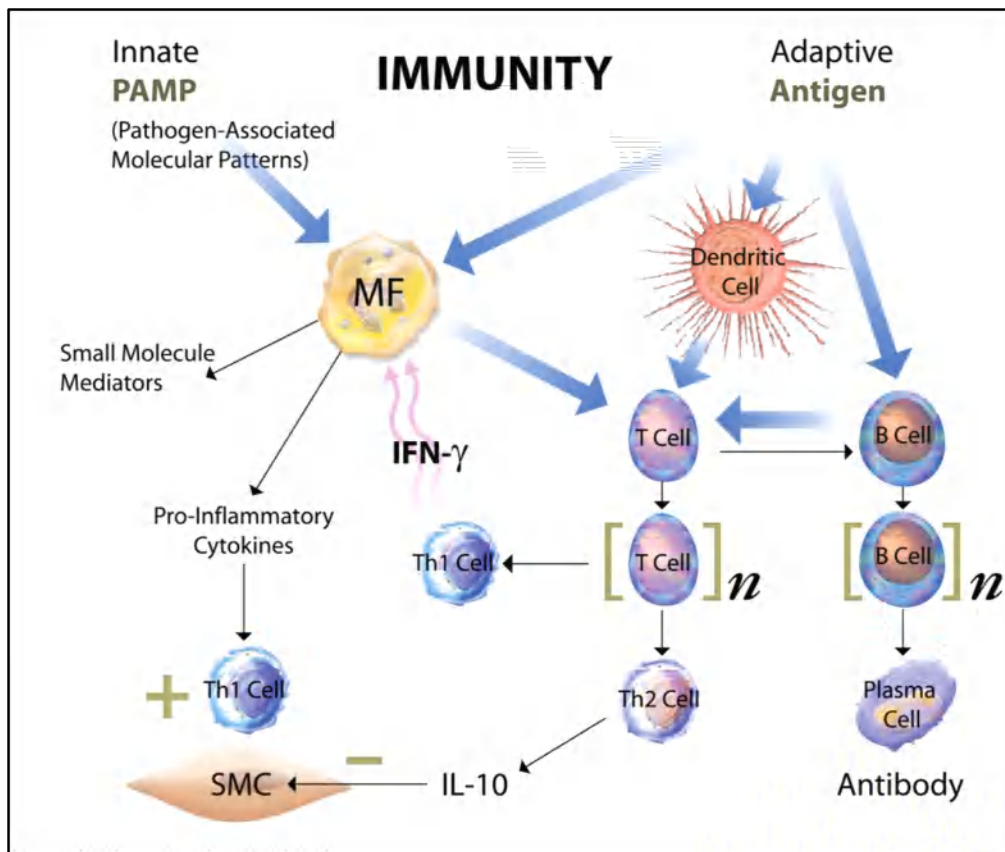 Innate
PAMP
(Pathogen-Associated
Molecular Patterns)
IMMUNITY
Adaptive
Antigen
Dendritic
Cell
MF
Small Molecule
Mediators
IFN-γ
T Cell
B Cell
Pro-Inflammatory
Cytokines
Th1 Cell
[T Cell]n
[B Cell]n
+
Th1 Cell
Th2 Cell
Plasma
Cell
SMC
−
IL-10
Antibody